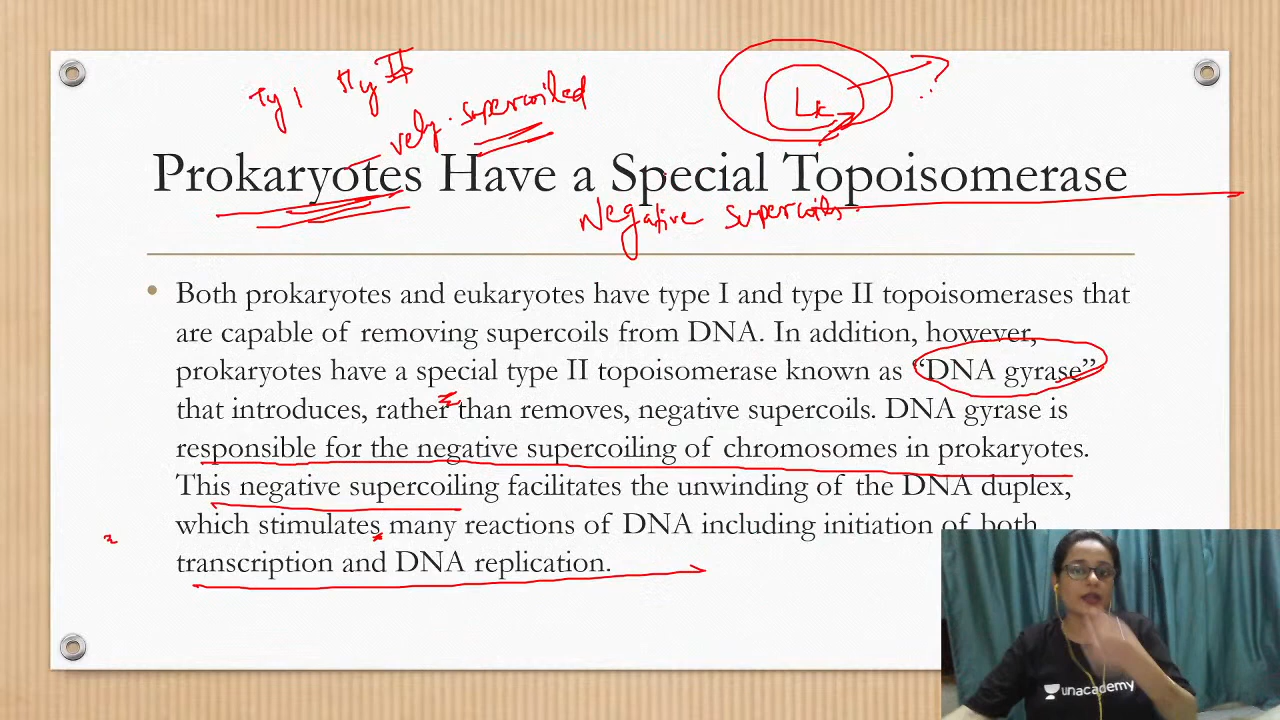 Ty I Ty II
-vely. supercoiled
Lk ?
Prokaryotes Have a Special Topoisomerase
Negative supercoils.
• Both prokaryotes and eukaryotes have type I and type II topoisomerases that
are capable of removing supercoils from DNA. In addition, however,
prokaryotes have a special type II topoisomerase known as “DNA gyrase”
that introduces, rather than removes, negative supercoils. DNA gyrase is
responsible for the negative supercoiling of chromosomes in prokaryotes.
This negative supercoiling facilitates the unwinding of the DNA duplex,
which stimulates many reactions of DNA including initiation of both
transcription and DNA replication.
unacademy